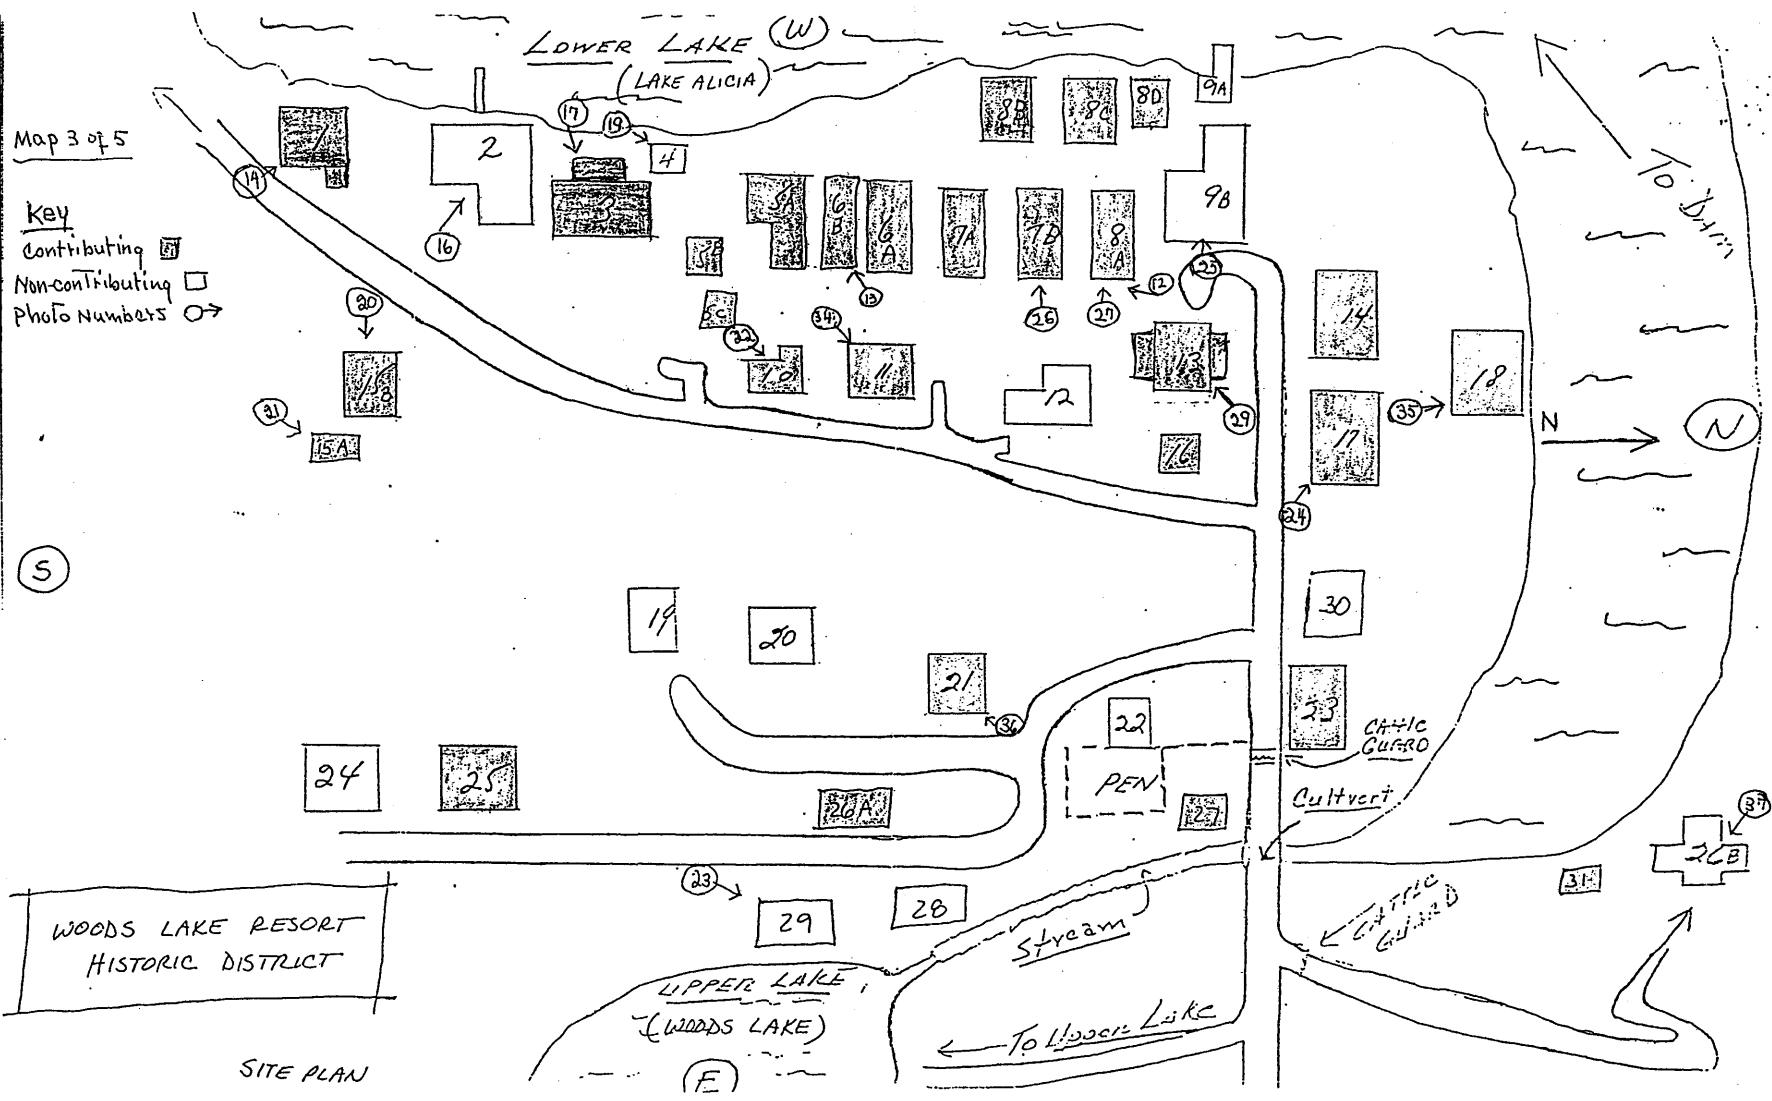 LOWER LAKE
(LAKE ALICIA)
W
Map 3 of 5
Key
Contributing
Non-contributing
Photo Numbers
1
2
3
4
5A
5B
5C
6B
6A
7A
7B
8A
8B
8C
8D
9A
9B
10
11
12
13
14
15B
15A
16
17
18
14
16
17
19
20
21
22
34
13
26
27
12
25
29
35
24
To Dam
N
N
S
19
20
21
22
23
24
25
26A
27
28
29
30
31
26B
36
23
37
PEN
CATTLE
GUARD
Cultvert
CATTLE
GUARD
Stream
WOODS LAKE RESORT
HISTORIC DISTRICT
UPPER LAKE
(WOODS LAKE)
E
To Upper Lake
SITE PLAN